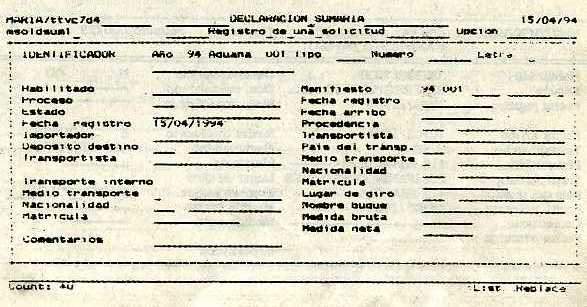 MARIA/ttvc7d4 DECLARACION SUMARIA 15/04/94
msoldsum1 Registro de una solicitud Opcion
IDENTIFICADOR Año 94 Aduana 001 Tipo Numero Letra
Habilitado Manifiesto 94 001
Proceso Fecha registro
Estado Fecha arribo
Fecha registro 15/04/1994 Procedencia
Importador Transportista
Deposito destino Pais del transp.
Transportista Medio transporte
Nacionalidad
Transporte interno Matricula
Medio transporte Lugar de giro
Nacionalidad Nombre buque
Matricula Medida bruta
Medida neta
Comentarios
Count: *0 List Replace